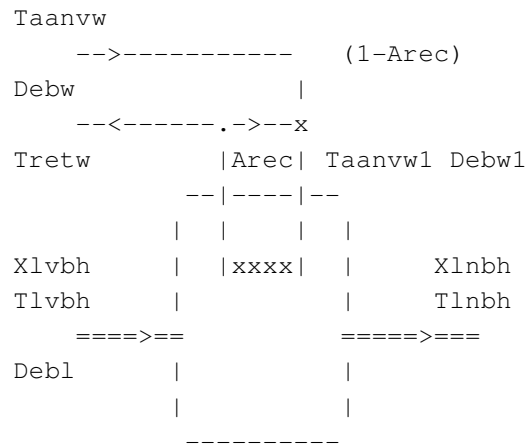 Taanvw
-->----------- (1-Arec)
Debw |
--<------.->--x
Tretw |Arec| Taanvw1 Debw1
--|----|--
| | | |
Xlvbh | |xxxx| | Xlnbh
Tlvbh | | Tlnbh
====>== =====>===
Debl | |
| |
----------